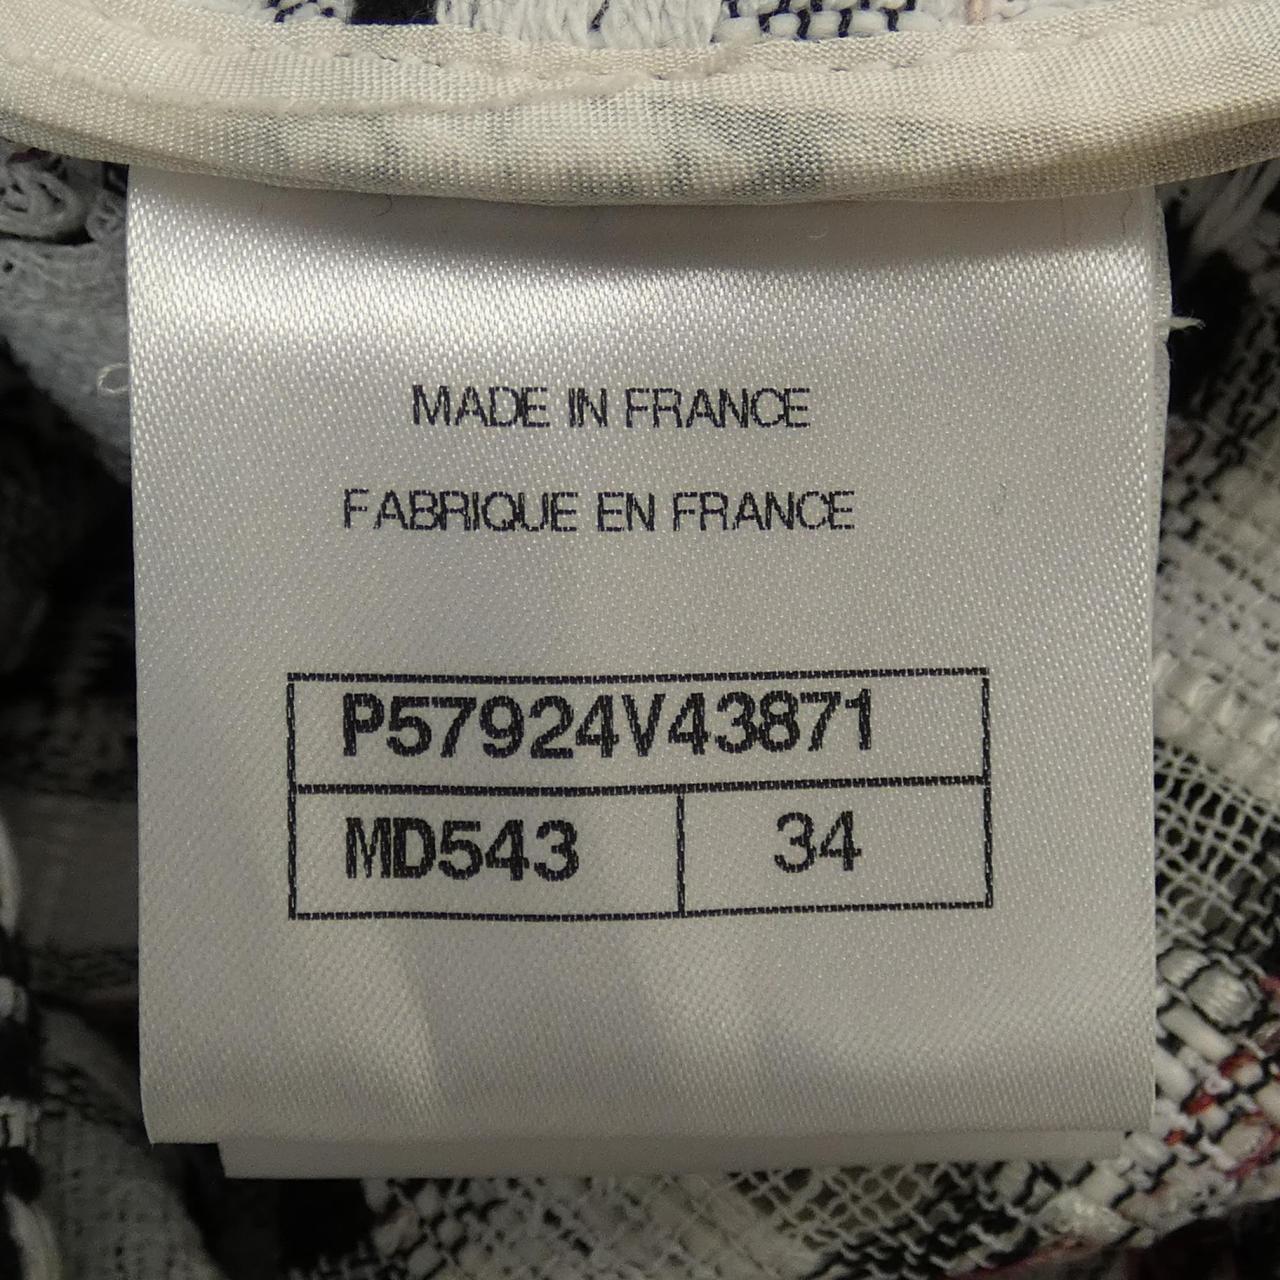 MADE IN FRANCE
FABRIQUE EN FRANCE
P57924V43871
MD543 34